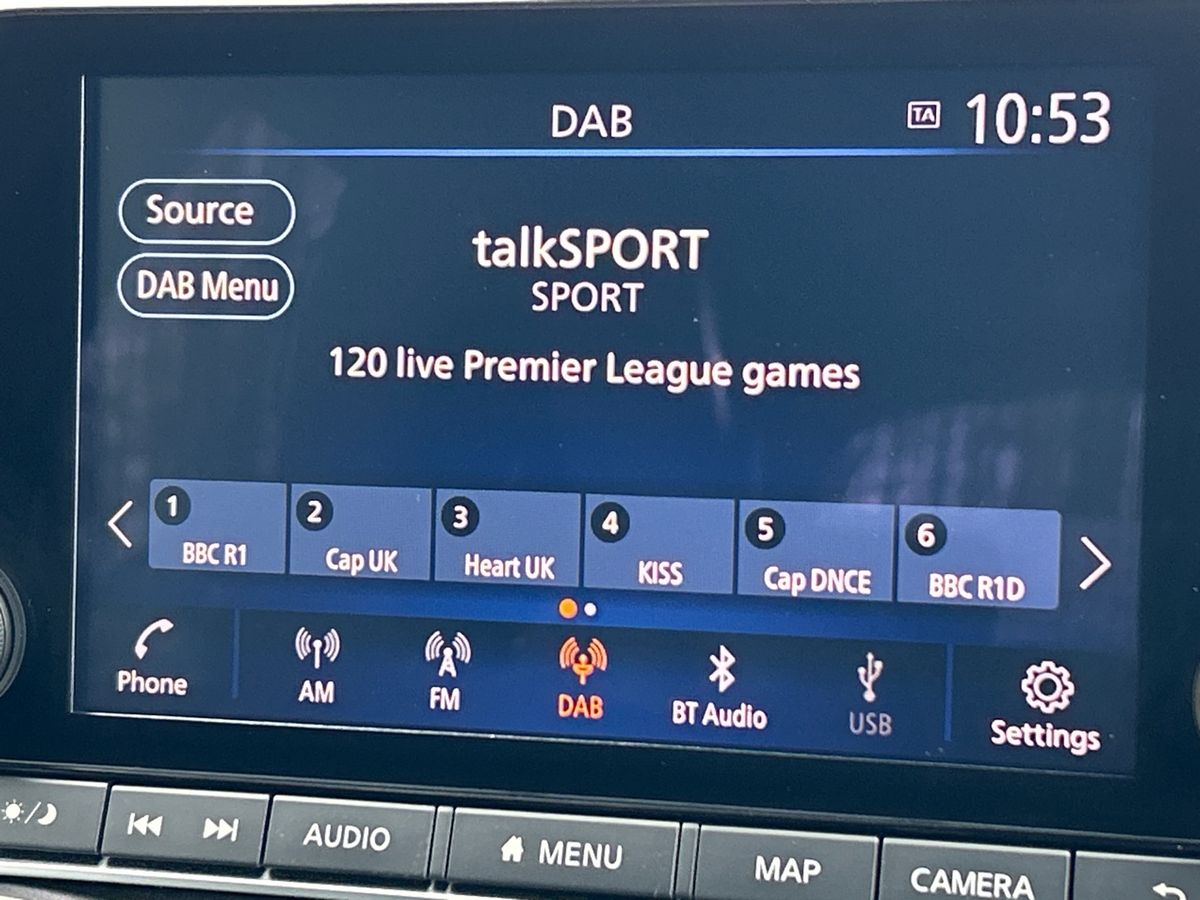 DAB
TA 10:53
Source
talkSPORT
DAB Menu
SPORT
120 live Premier League games
1 2 3 4 5 6
BBC R1 Cap UK Heart UK KISS Cap DNCE BBC R1D
Phone AM FM DAB BT Audio USB Settings
AUDIO MENU MAP CAMERA